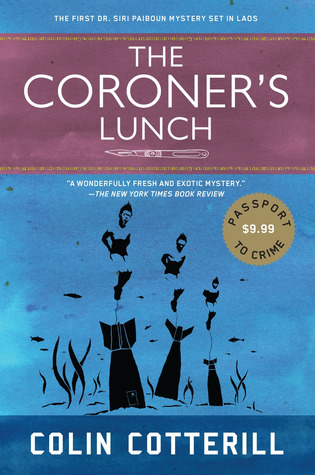 THE FIRST DR. SIRI PAIBOUN MYSTERY SET IN LAOS
THE
CORONER'S
LUNCH
"A WONDERFULLY FRESH AND EXOTIC MYSTERY."
—THE NEW YORK TIMES BOOK REVIEW
PASSPORT
$9.99
TO CRIME
COLIN COTTERILL